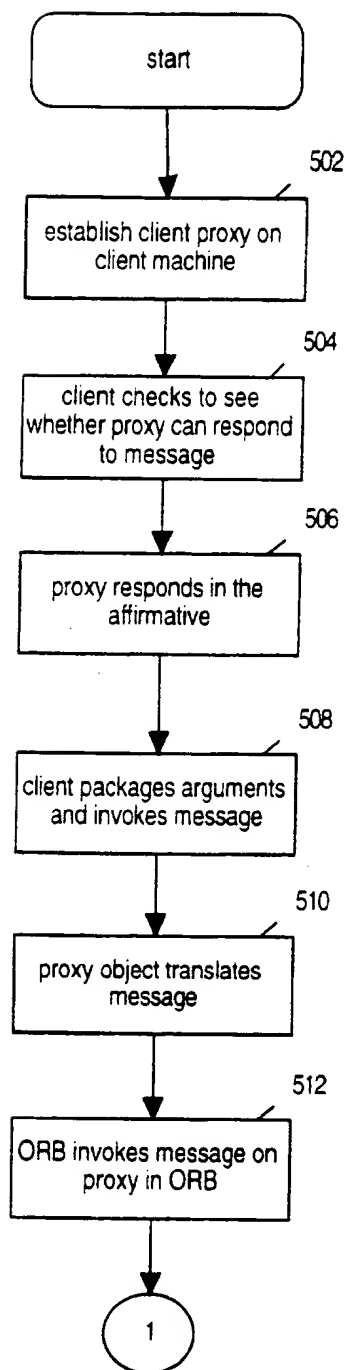 start
502
establish client proxy on
client machine
504
client checks to see
whether proxy can respond
to message
506
proxy responds in the
affirmative
508
client packages arguments
and invokes message
510
proxy object translates
message
512
ORB invokes message on
proxy in ORB
1